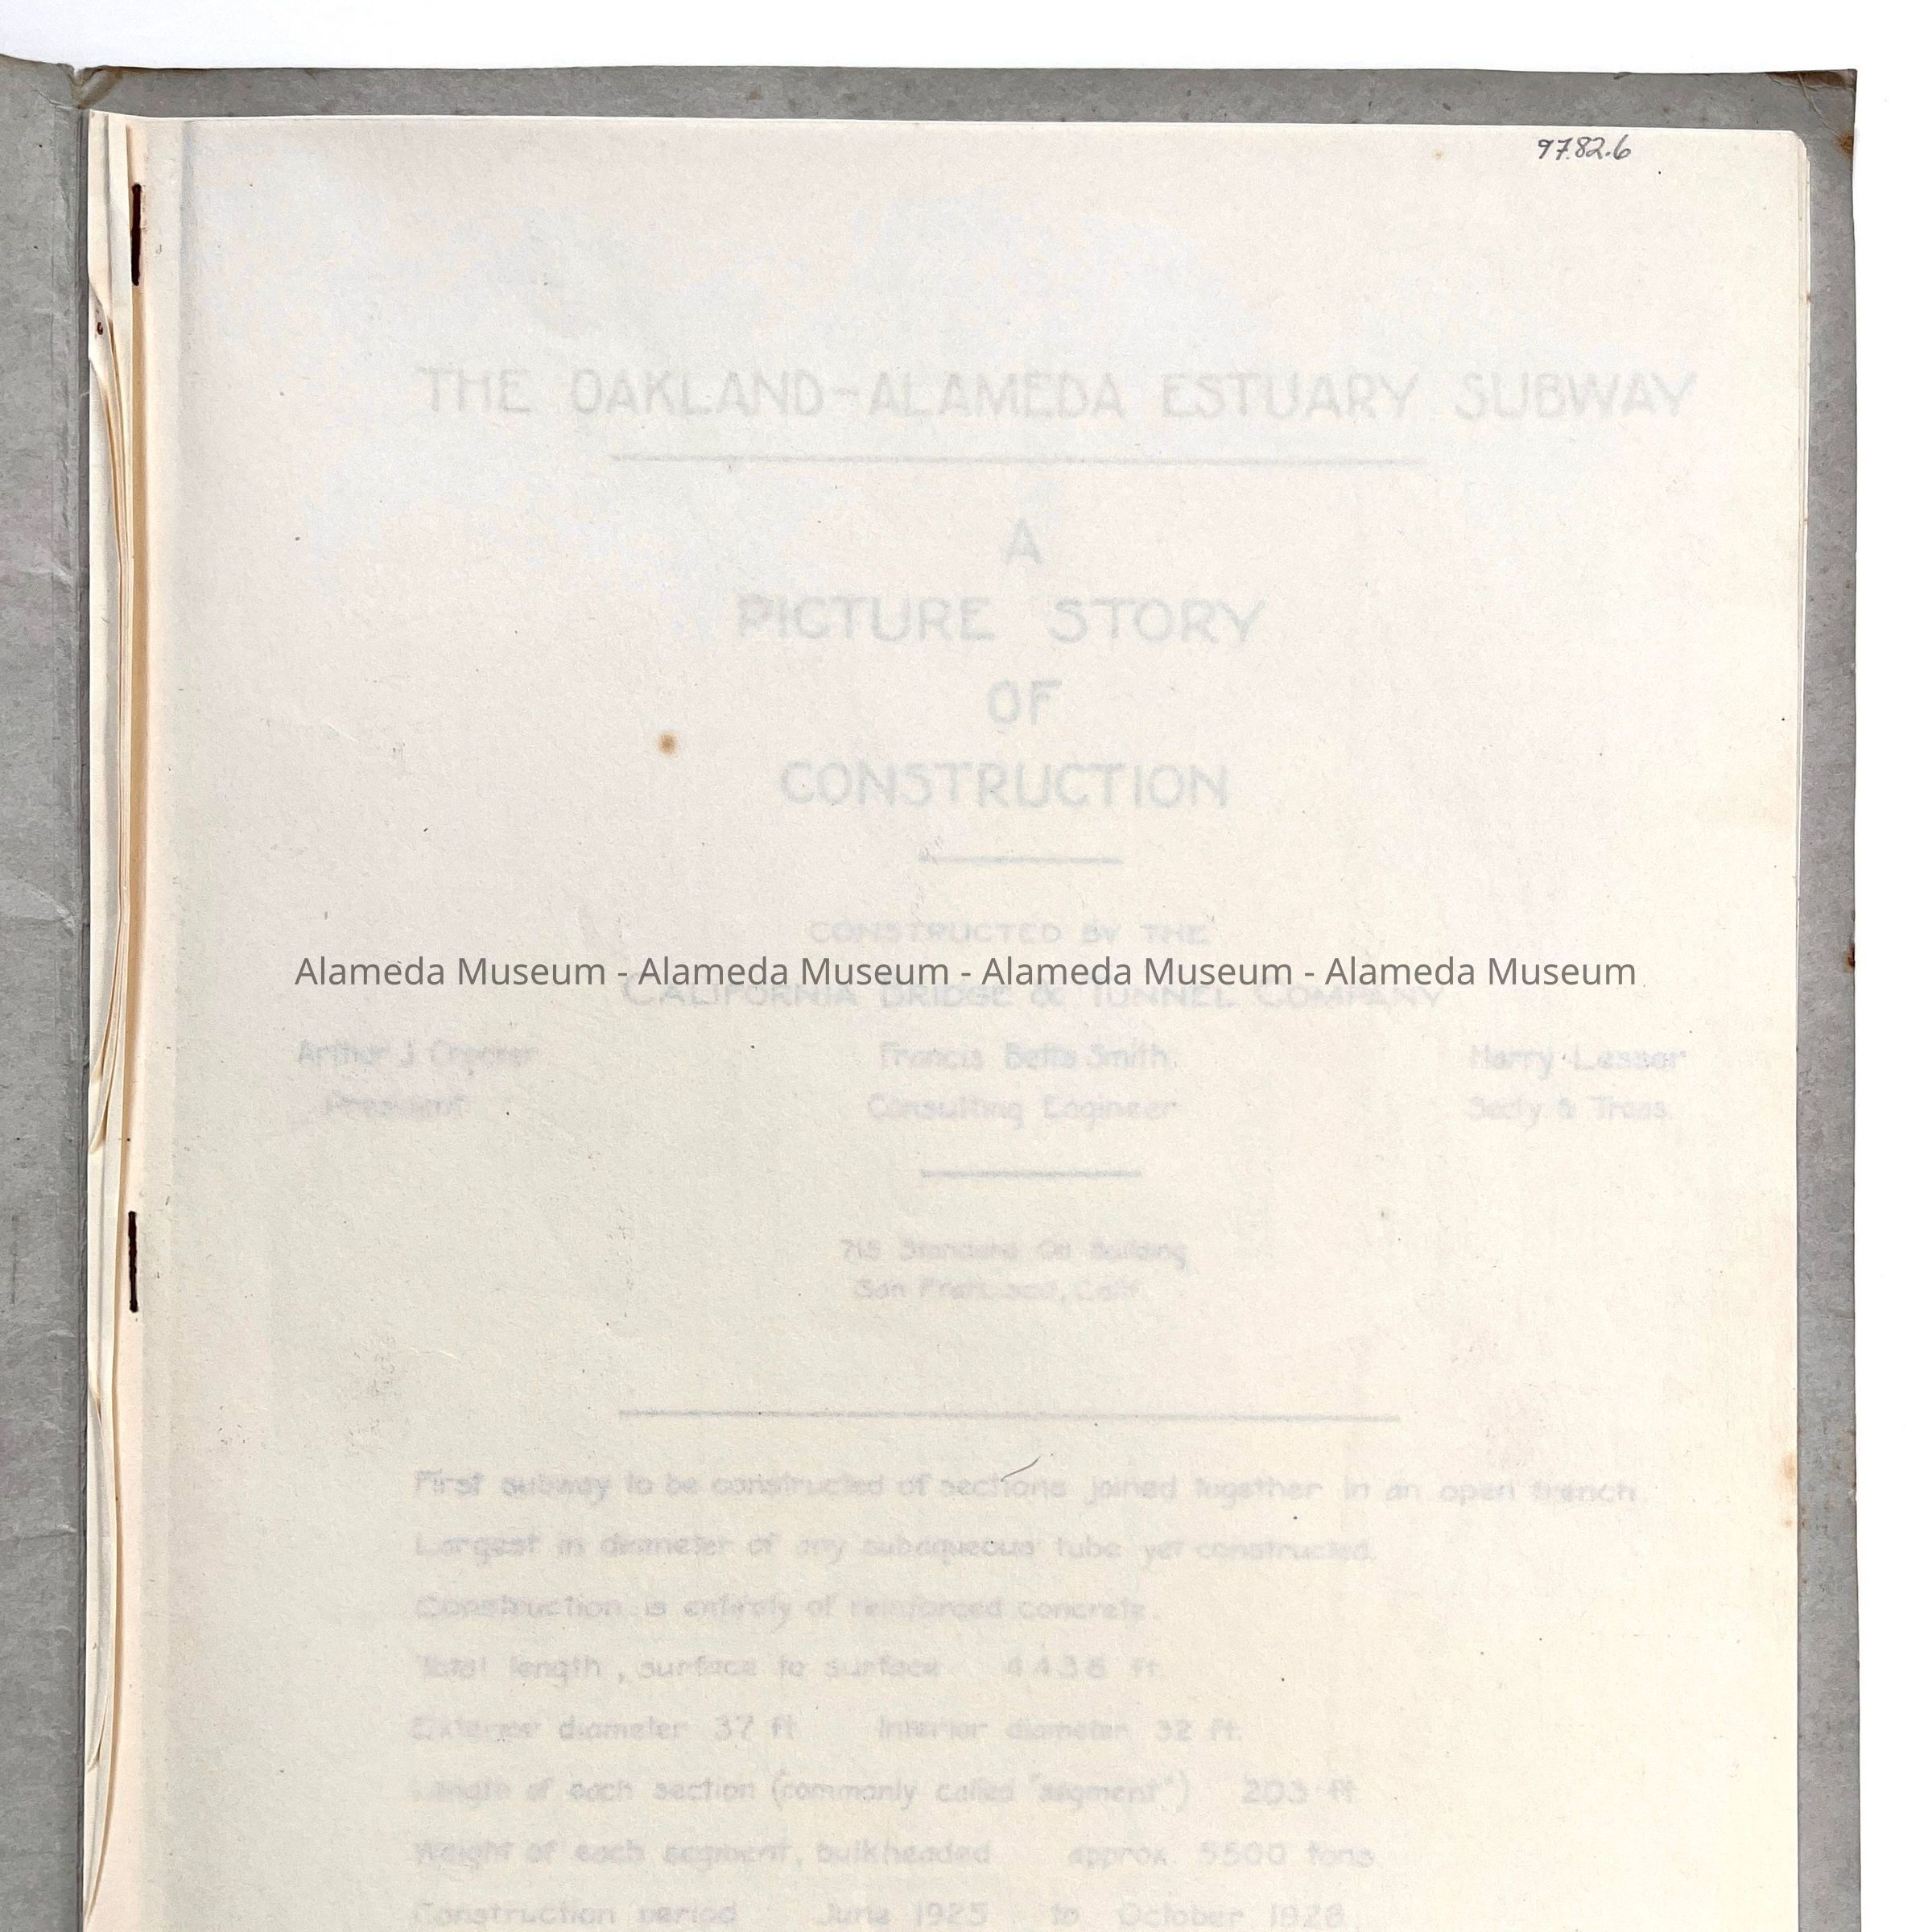 97.82.6
THE OAKLAND-ALAMEDA ESTUARY SUBWAY
A
PICTURE STORY
OF
CONSTRUCTION
CONSTRUCTED BY THE
Alameda Museum - Alameda Museum - Alameda Museum - Alameda Museum
CALIFORNIA BRIDGE & TUNNEL COMPANY
Arthur J Francis Betts Smith. Harry Lesser
President Consulting Engineer Secty & Treas.
715 Standard Oil Building
San Francisco, Calif.
First subway to be constructed of sections joined together in an open trench.
Largest in diameter of any subaqueous tube yet constructed.
Construction is entirely of reinforced concrete.
Total length, surface to surface 4436 ft
External diameter 37 ft Interior diameter 32 ft.
Length of each section (commonly called "segment") 203 ft
Weight of each segment, bulkheaded approx 5500 tons
Construction period June 1925 to October 1928